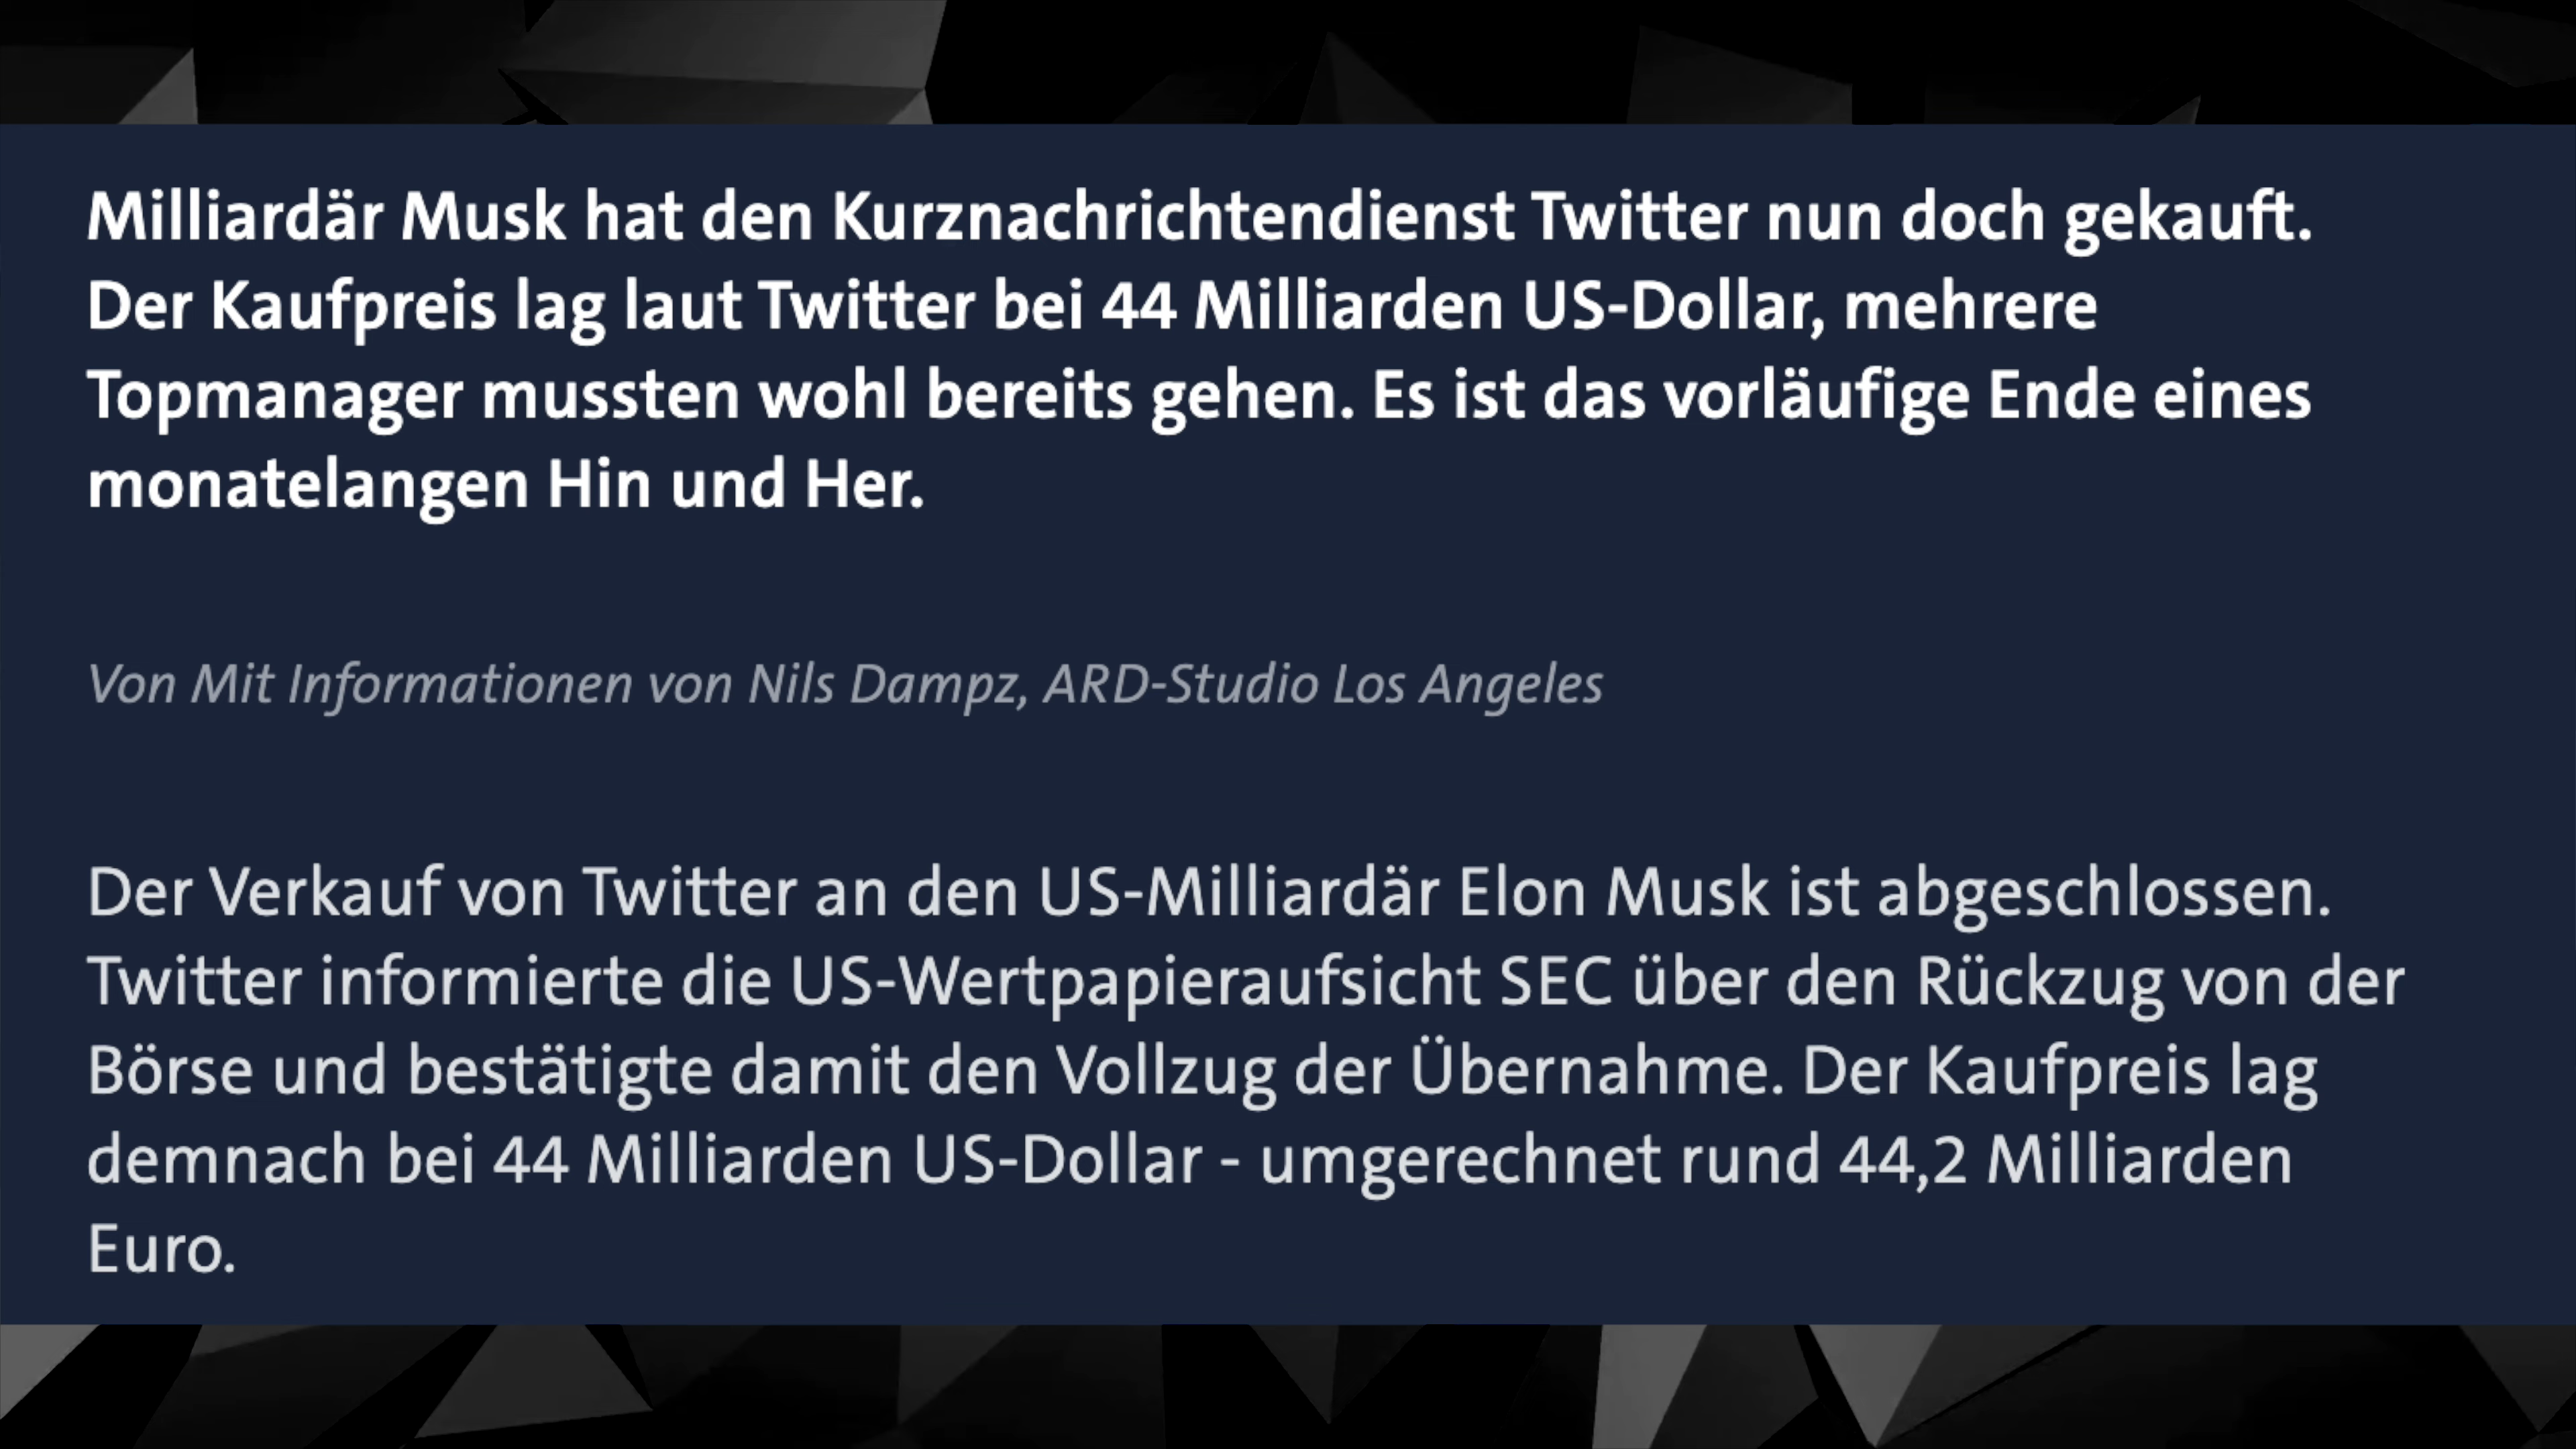 Milliardär Musk hat den Kurznachrichtendienst Twitter nun doch gekauft.
Der Kaufpreis lag laut Twitter bei 44 Milliarden US-Dollar, mehrere
Topmanager mussten wohl bereits gehen. Es ist das vorläufige Ende eines
monatelangen Hin und Her.
Von Mit Informationen von Nils Dampz, ARD-Studio Los Angeles
Der Verkauf von Twitter an den US-Milliardär Elon Musk ist abgeschlossen.
Twitter informierte die US-Wertpapieraufsicht SEC über den Rückzug von der
Börse und bestätigte damit den Vollzug der Übernahme. Der Kaufpreis lag
demnach bei 44 Milliarden US-Dollar - umgerechnet rund 44,2 Milliarden
Euro.